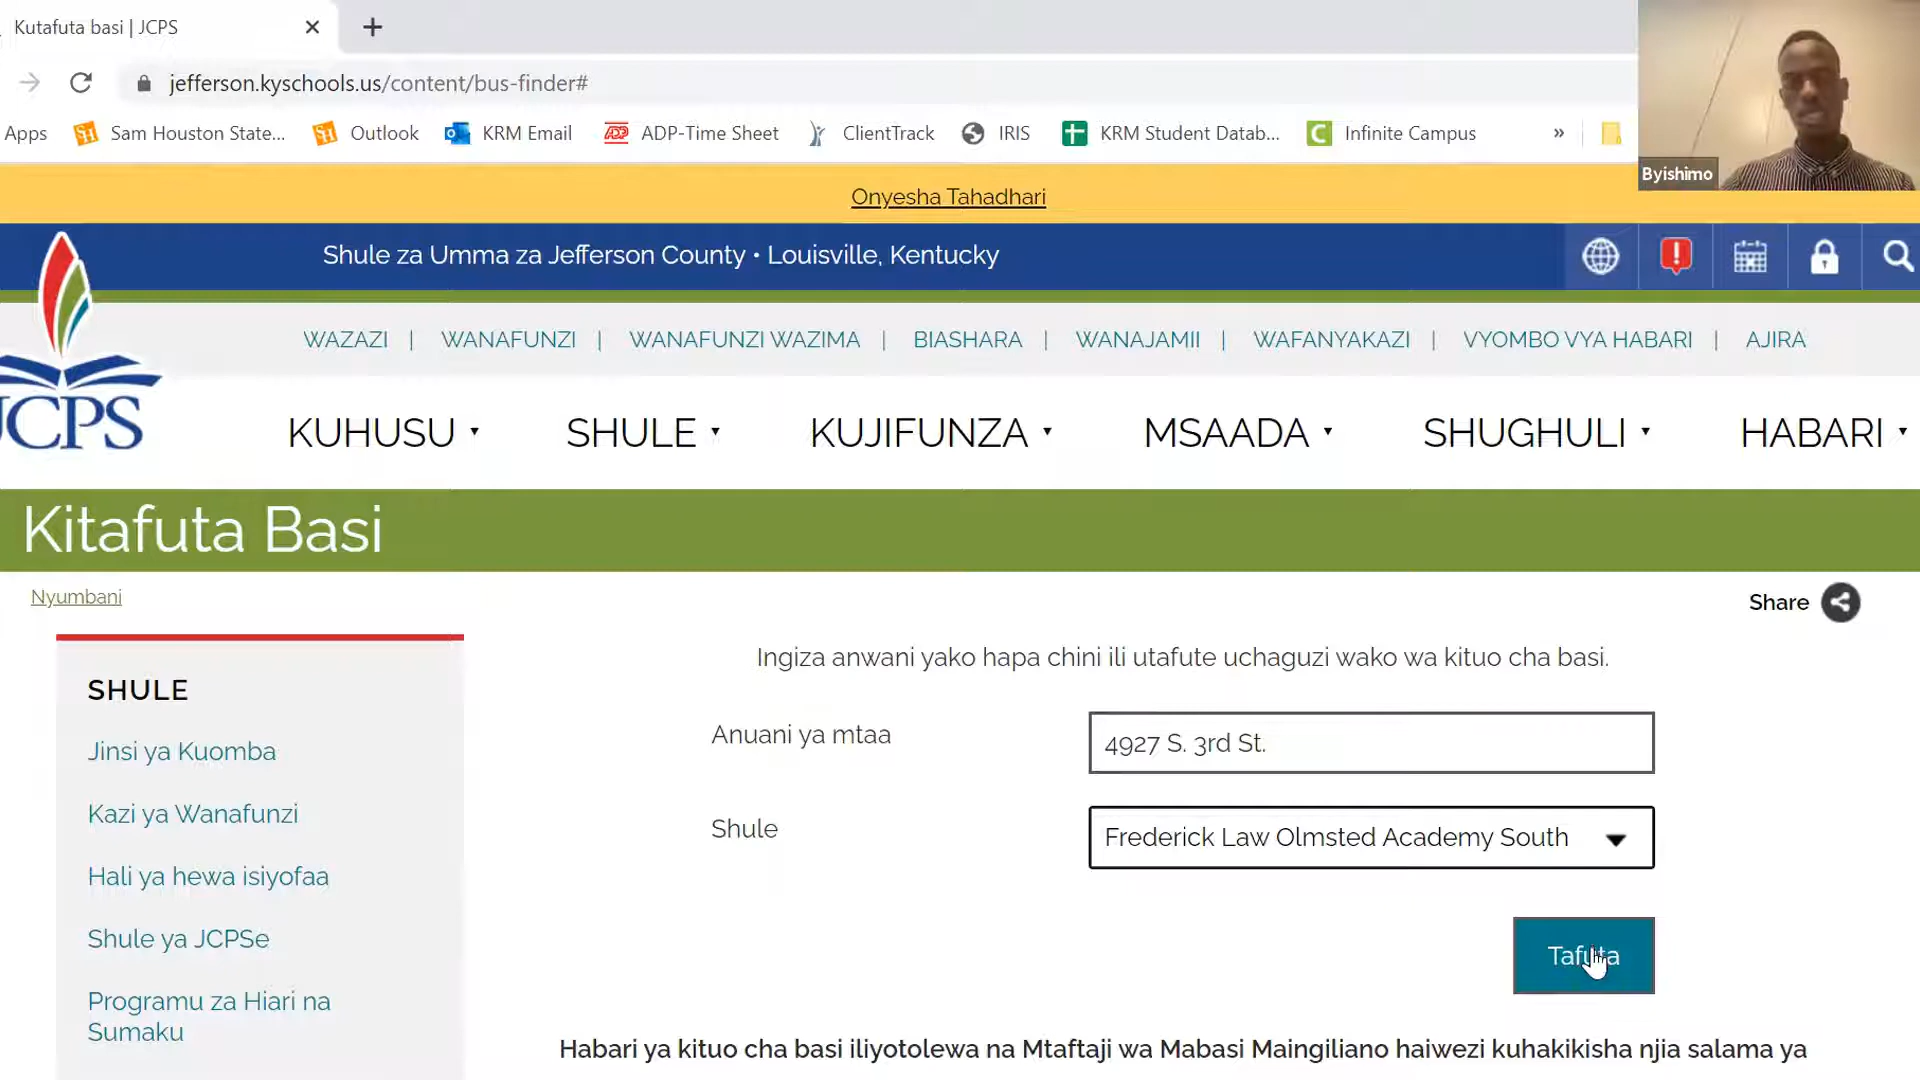 Kutafuta basi | JCPS
jefferson.kyschools.us/content/bus-finder#
Apps Sam Houston State... Outlook KRM Email ADP-Time Sheet ClientTrack IRIS KRM Student Datab... Infinite Campus »
Byishimo
Onyesha Tahadhari
Shule za Umma za Jefferson County • Louisville, Kentucky
WAZAZI | WANAFUNZI | WANAFUNZI WAZIMA | BIASHARA | WANAJAMII | WAFANYAKAZI | VYOMBO VYA HABARI | AJIRA
JCPS
KUHUSU SHULE KUJIFUNZA MSAADA SHUGHULI HABARI
Kitafuta Basi
Nyumbani
Share
SHULE
Jinsi ya Kuomba
Kazi ya Wanafunzi
Hali ya hewa isiyofaa
Shule ya JCPSe
Programu za Hiari na
Sumaku
Ingiza anwani yako hapa chini ili utafute uchaguzi wako wa kituo cha basi.
Anuani ya mtaa
4927 S. 3rd St.
Shule
Frederick Law Olmsted Academy South
Tafuta
Habari ya kituo cha basi iliyotolewa na Mtaftaji wa Mabasi Maingiliano haiwezi kuhakikisha njia salama ya